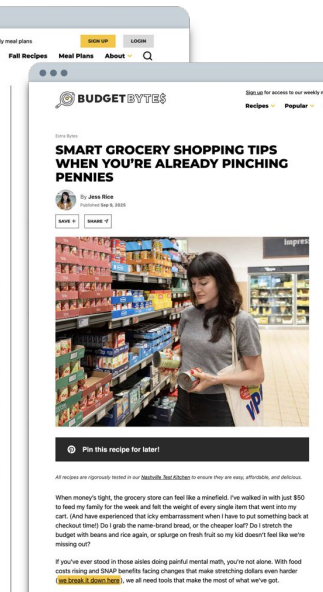 ly meal plans
SIGN UP
LOGIN
Fall Recipes Meal Plans About
BUDGETBYTE$
Sign up for access to our weekly m
Recipes Popular
Extra Bytes
SMART GROCERY SHOPPING TIPS
WHEN YOU'RE ALREADY PINCHING
PENNIES
By Jess Rice
Published Sep 9, 2025
SAVE + SHARE
impres
VP
Pin this recipe for later!
All recipes are rigorously tested in our Nashville Test Kitchen to ensure they are easy, affordable, and delicious.
When money's tight, the grocery store can feel like a minefield. I've walked in with just $50
to feed my family for the week and felt the weight of every single item that went into my
cart. (And have experienced that icky embarrassment when I have to put something back at
checkout time!) Do I grab the name-brand bread, or the cheaper loaf? Do I stretch the
budget with beans and rice again, or splurge on fresh fruit so my kid doesn't feel like we're
missing out?
If you've ever stood in those aisles doing painful mental math, you're not alone. With food
costs rising and SNAP benefits facing changes that make stretching dollars even harder
(we break it down here), we all need tools that make the most of what we've got.